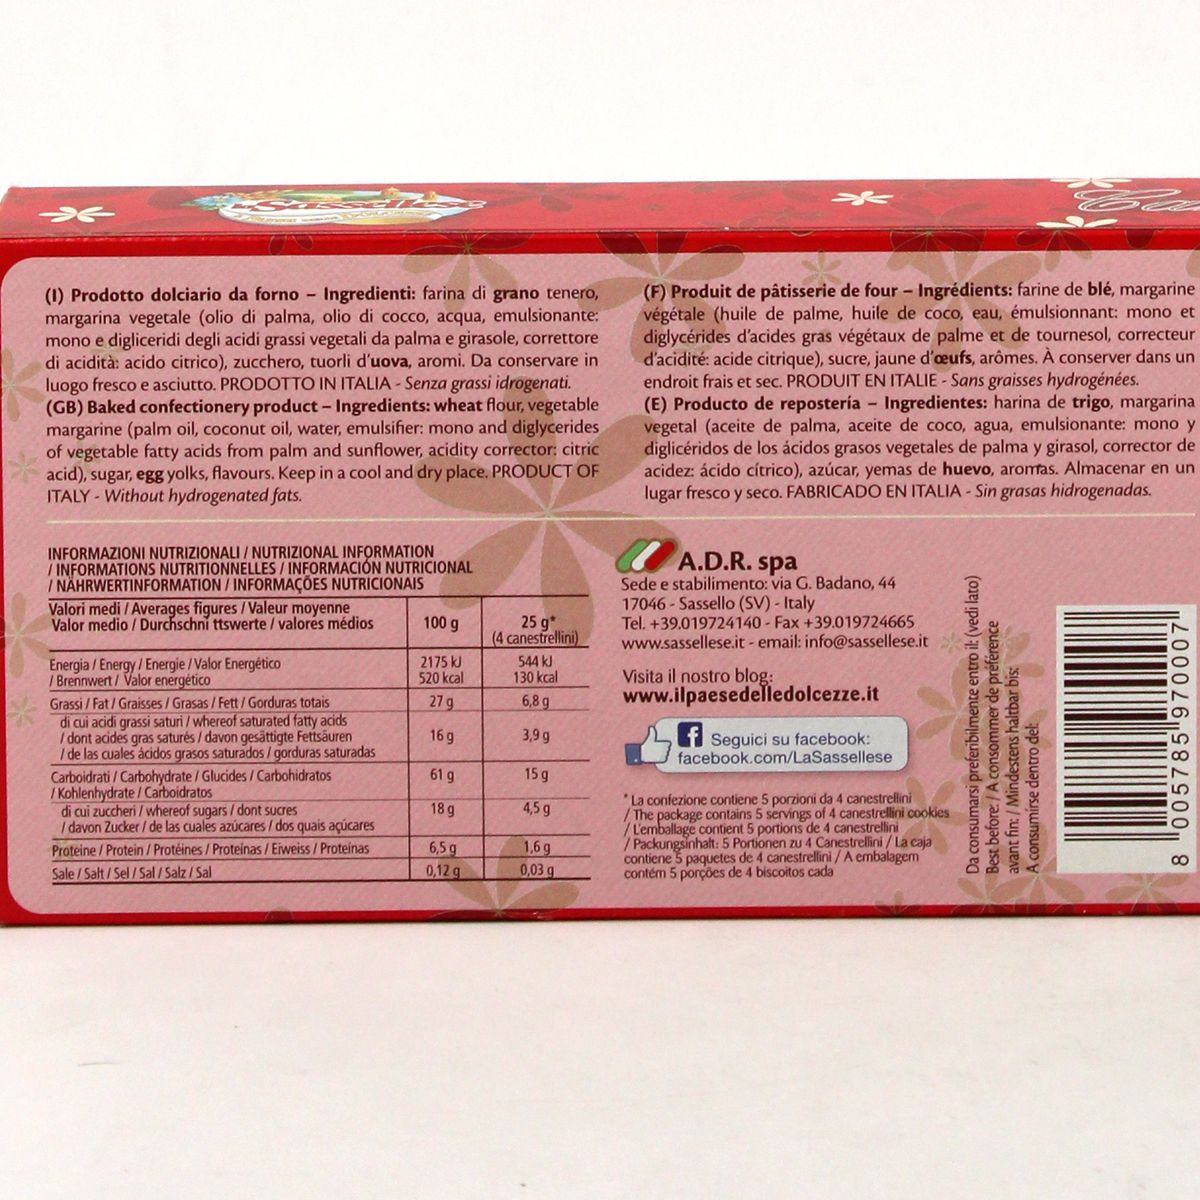 La Sassellese
(I) Prodotto dolciario da forno – Ingredienti: farina di grano tenero,
margarina vegetale (olio di palma, olio di cocco, acqua, emulsionante:
mono e digliceridi degli acidi grassi vegetali da palma e girasole, correttore
di acidità: acido citrico), zucchero, tuorli d'uova, aromi. Da conservare in
luogo fresco e asciutto. PRODOTTO IN ITALIA - Senza grassi idrogenati.
(GB) Baked confectionery product – Ingredients: wheat flour, vegetable
margarine (palm oil, coconut oil, water, emulsifier: mono and diglycerides
of vegetable fatty acids from palm and sunflower, acidity corrector: citric
acid), sugar, egg yolks, flavours. Keep in a cool and dry place. PRODUCT OF
ITALY - Without hydrogenated fats.
(F) Produit de pâtisserie de four – Ingrédients: farine de blé, margarine
végétale (huile de palme, huile de coco, eau, émulsionnant: mono et
diglycérides d'acides gras végétaux de palme et de tournesol, correcteur
d'acidité: acide citrique), sucre, jaune d'œufs, arômes. À conserver dans un
endroit frais et sec. PRODUIT EN ITALIE - Sans graisses hydrogénées.
(E) Producto de repostería – Ingredientes: harina de trigo, margarina
vegetal (aceite de palma, aceite de coco, agua, emulsionante: mono y
diglicéridos de los ácidos grasos vegetales de palma y girasol, corrector de
acidez: ácido cítrico), azúcar, yemas de huevo, aromas. Almacenar en un
lugar fresco y seco. FABRICADO EN ITALIA - Sin grasas hidrogenadas.
INFORMAZIONI NUTRIZIONALI / NUTRIZIONAL INFORMATION
/ INFORMATIONS NUTRITIONNELLES / INFORMACIÓN NUTRICIONAL
/ NÄHRWERTINFORMATION / INFORMAÇÕES NUTRICIONAIS
Valori medi / Averages figures / Valeur moyenne
Valor medio / Durchschni ttswerte / valores médios
100 g
25 g*
(4 canestrellini)
Energia / Energy / Energie / Valor Energético
/ Brennwert / Valor energético
2175 kJ
520 kcal
544 kJ
130 kcal
Grassi / Fat / Graisses / Grasas / Fett / Gorduras totais
27 g
6,8 g
di cui acidi grassi saturi / whereof saturated fatty acids
/ dont acides gras saturés / davon gesättigte Fettsäuren
/ de las cuales ácidos grasos saturados / gorduras saturadas
16 g
3,9 g
Carboidrati / Carbohydrate / Glucides / Carbohidratos
/ Kohlenhydrate / Carboidratos
61 g
15 g
di cui zuccheri / whereof sugars / dont sucres
/ davon Zucker / de las cuales azúcares / dos quais açúcares
18 g
4,5 g
Proteine / Protein / Protéines / Proteínas / Eiweiss / Proteínas
6,5 g
1,6 g
Sale / Salt / Sel / Sal / Salz / Sal
0,12 g
0,03 g
A.D.R. spa
Sede e stabilimento: via G. Badano, 44
17046 - Sassello (SV) - Italy
Tel. +39.019724140 - Fax +39.019724665
www.sassellese.it - email: info@sassellese.it
Visita il nostro blog:
www.ilpaesedelledolcezze.it
f Seguici su facebook:
facebook.com/LaSassellese
* La confezione contiene 5 porzioni da 4 canestrellini
/ The package contains 5 servings of 4 canestrellini cookies
/ L'emballage contient 5 portions de 4 canestrellini
/ Packungsinhalt: 5 Portionen zu 4 Canestrellini / La caja
contiene 5 paquetes de 4 canestrellini / A embalagem
contém 5 porções de 4 biscoitos cada
Da consumarsi preferibilmente entro il: (vedi lato)
Best before: / A consommer de préférence
avant fin: / Mindestens haltbar bis:
A consumirse dentro del:
8 005785 970007